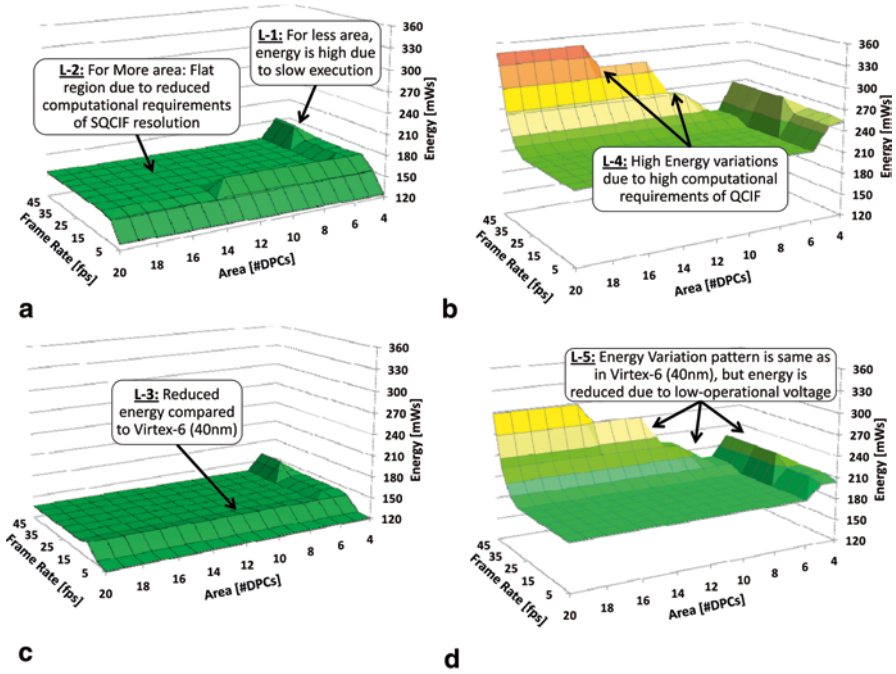 L-1: For less area,
energy is high due
to slow execution
L-2: For More area: Flat
region due to reduced
computational requirements
of SQCIF resolution
360
330
300
270
240
210
180
150
120
Energy [mWs]
45
35
25
15
5
Frame Rate [fps]
20
18
16
14
12
10
8
6
4
Area [#DPCs]
a
L-4: High Energy variations
due to high computational
requirements of QCIF
360
330
300
270
240
210
180
150
120
Energy [mWs]
45
35
25
15
5
Frame Rate [fps]
20
18
16
14
12
10
8
6
4
Area [#DPCs]
b
L-3: Reduced
energy compared
to Virtex-6 (40nm)
360
330
300
270
240
210
180
150
120
Energy [mWs]
45
35
25
15
5
Frame Rate [fps]
20
18
16
14
12
10
8
6
4
Area [#DPCs]
c
L-5: Energy Variation pattern is same as
in Virtex-6 (40nm), but energy is
reduced due to low-operational voltage
360
330
300
270
240
210
180
150
120
Energy [mWs]
45
35
25
15
5
Frame Rate [fps]
20
18
16
14
12
10
8
6
4
Area [#DPCs]
d